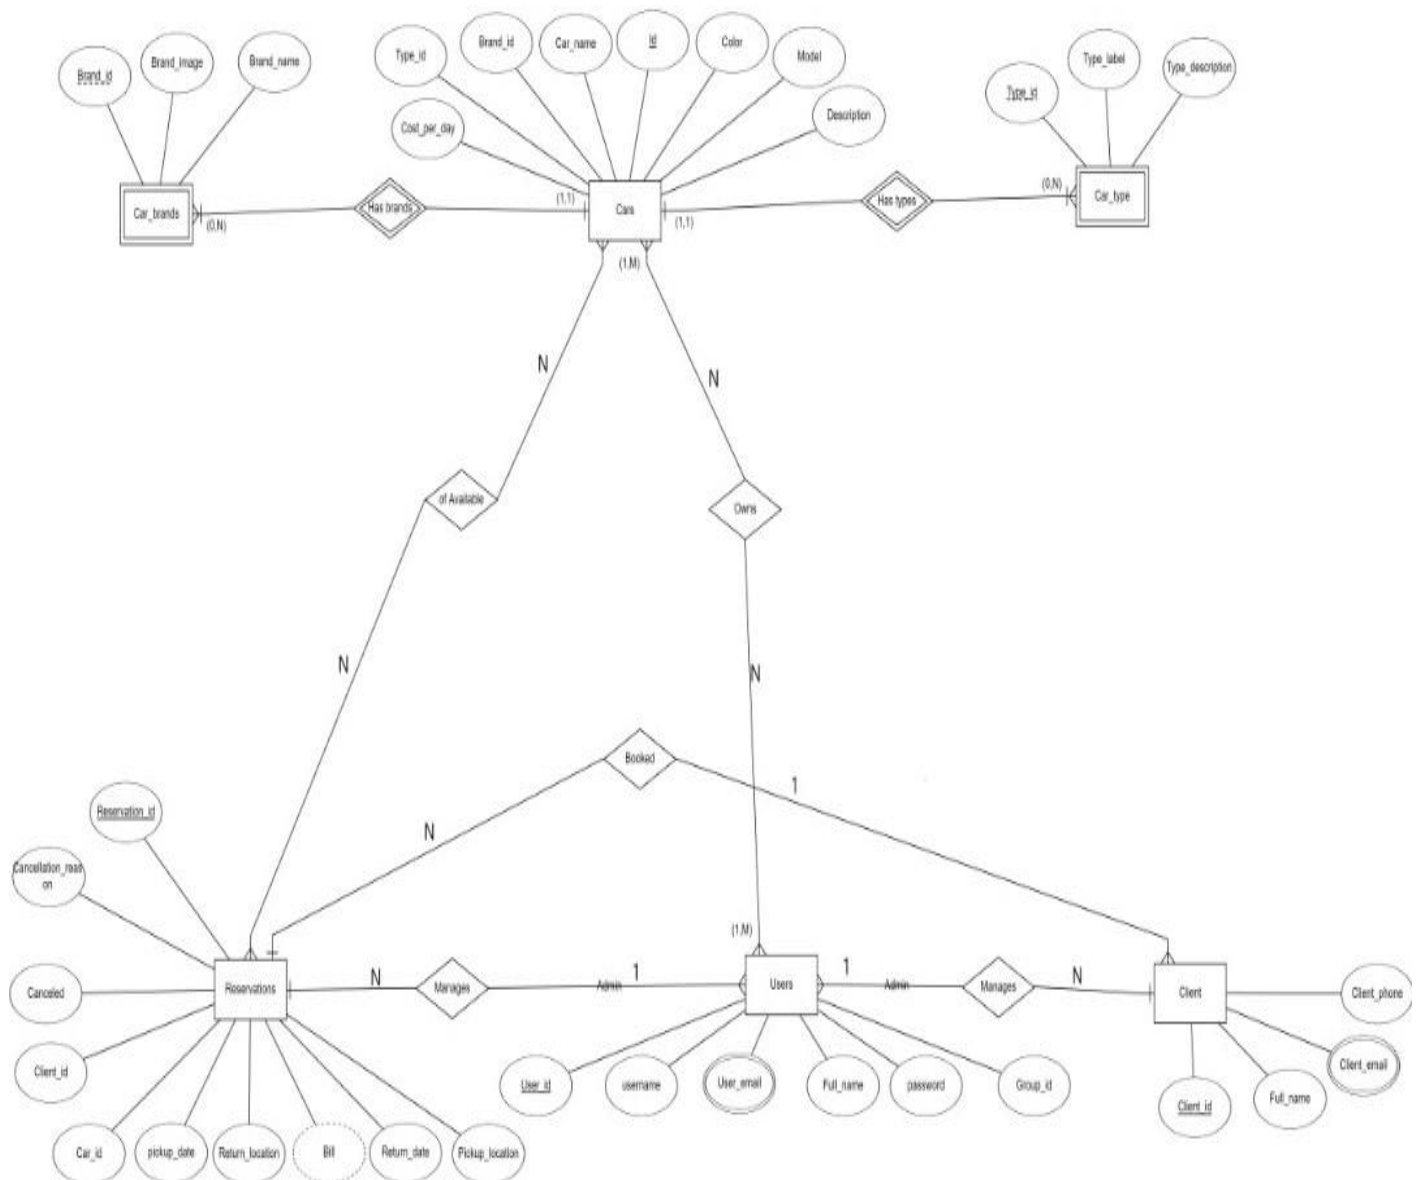 Brand_id
Brand_image
Brand_name
Type_id
Brand_id
Car_name
Id
Color
Model
Cost_per_day
Description
Type_id
Type_label
Type_description
Car_brands
(0,N)
Has brands
(1,1)
Cars
(1,1)
Has types
(0,N)
Car_type
(1,M)
N
N
of Available
Owns
N
N
Booked
1
N
Reservation_id
Cancellation_reas
on
(1,M)
Reservations
N
Manages
1
Admin
Users
1
Admin
Manages
N
Client
Canceled
Client_phone
Client_id
User_id
username
User_email
Full_name
password
Group_id
Client_email
Client_id
Full_name
Car_id
pickup_date
Return_location
Bill
Return_date
Pickup_location